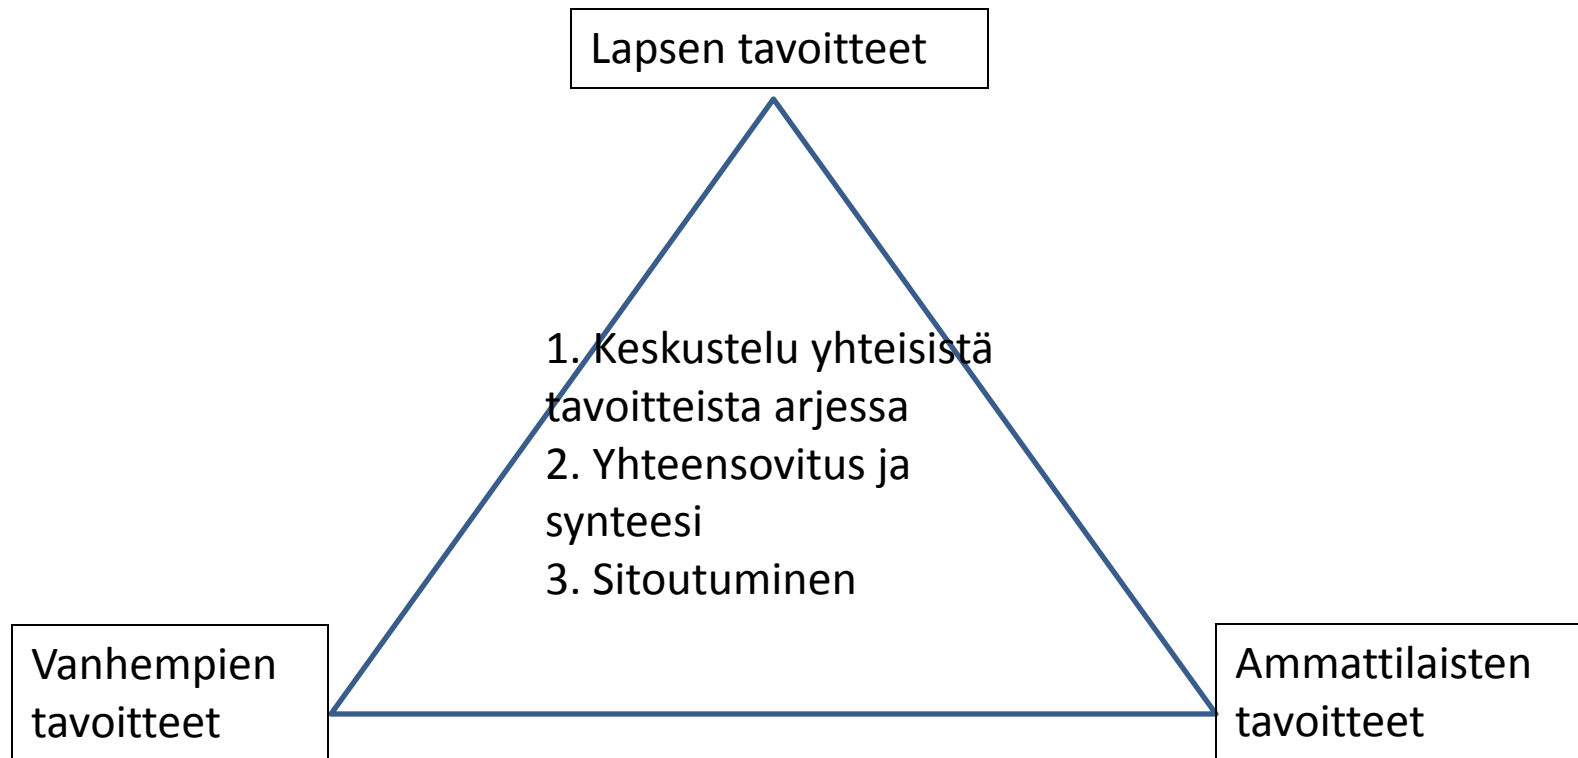 Lapsen tavoitteet
1. Keskustelu yhteisistä
tavoitteista arjessa
2. Yhteensovitus ja
synteesi
3. Sitoutuminen
Vanhempien
tavoitteet
Ammattilaisten
tavoitteet